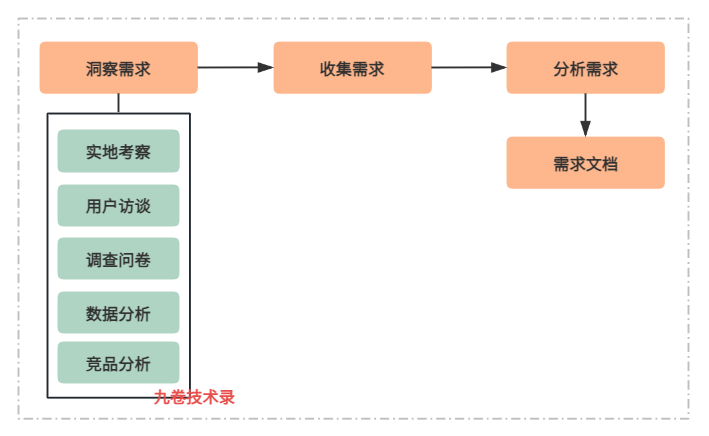 洞察需求
收集需求
分析需求
需求文档
实地考察
用户访谈
调查问卷
数据分析
竞品分析
九卷技术录